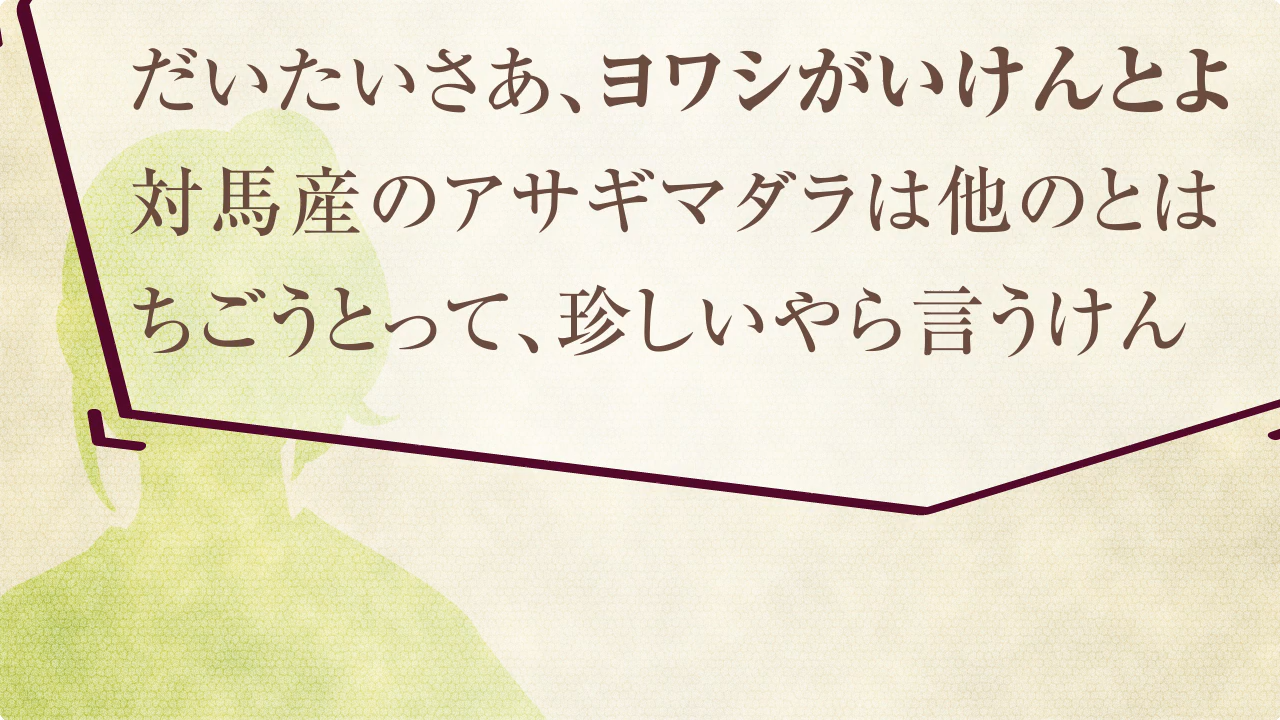 だいたいさあ、ヨワシがいけんとよ
対馬産のアサギマダラは他のとは
ちごうとって、珍しいやら言うけん